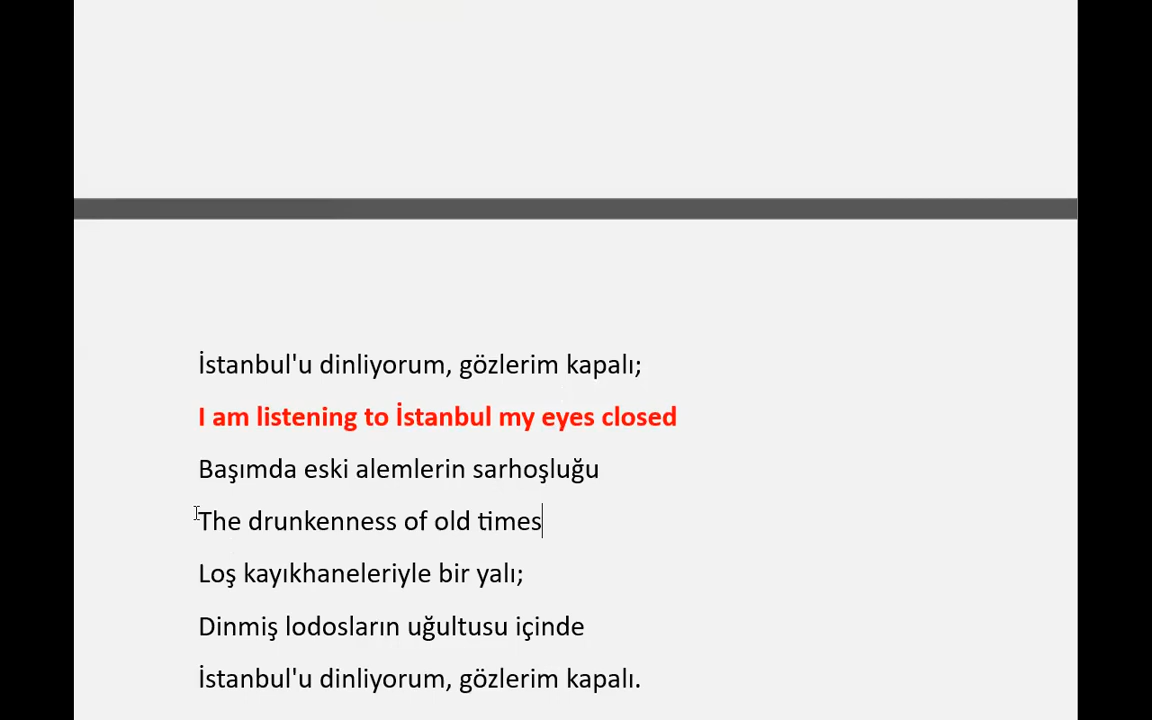 İstanbul'u dinliyorum, gözlerim kapalı;
I am listening to İstanbul my eyes closed
Başımda eski alemlerin sarhoşluğu
The drunkenness of old times
Loş kayıkhaneleriyle bir yalı;
Dinmiş lodosların uğultusu içinde
İstanbul'u dinliyorum, gözlerim kapalı.